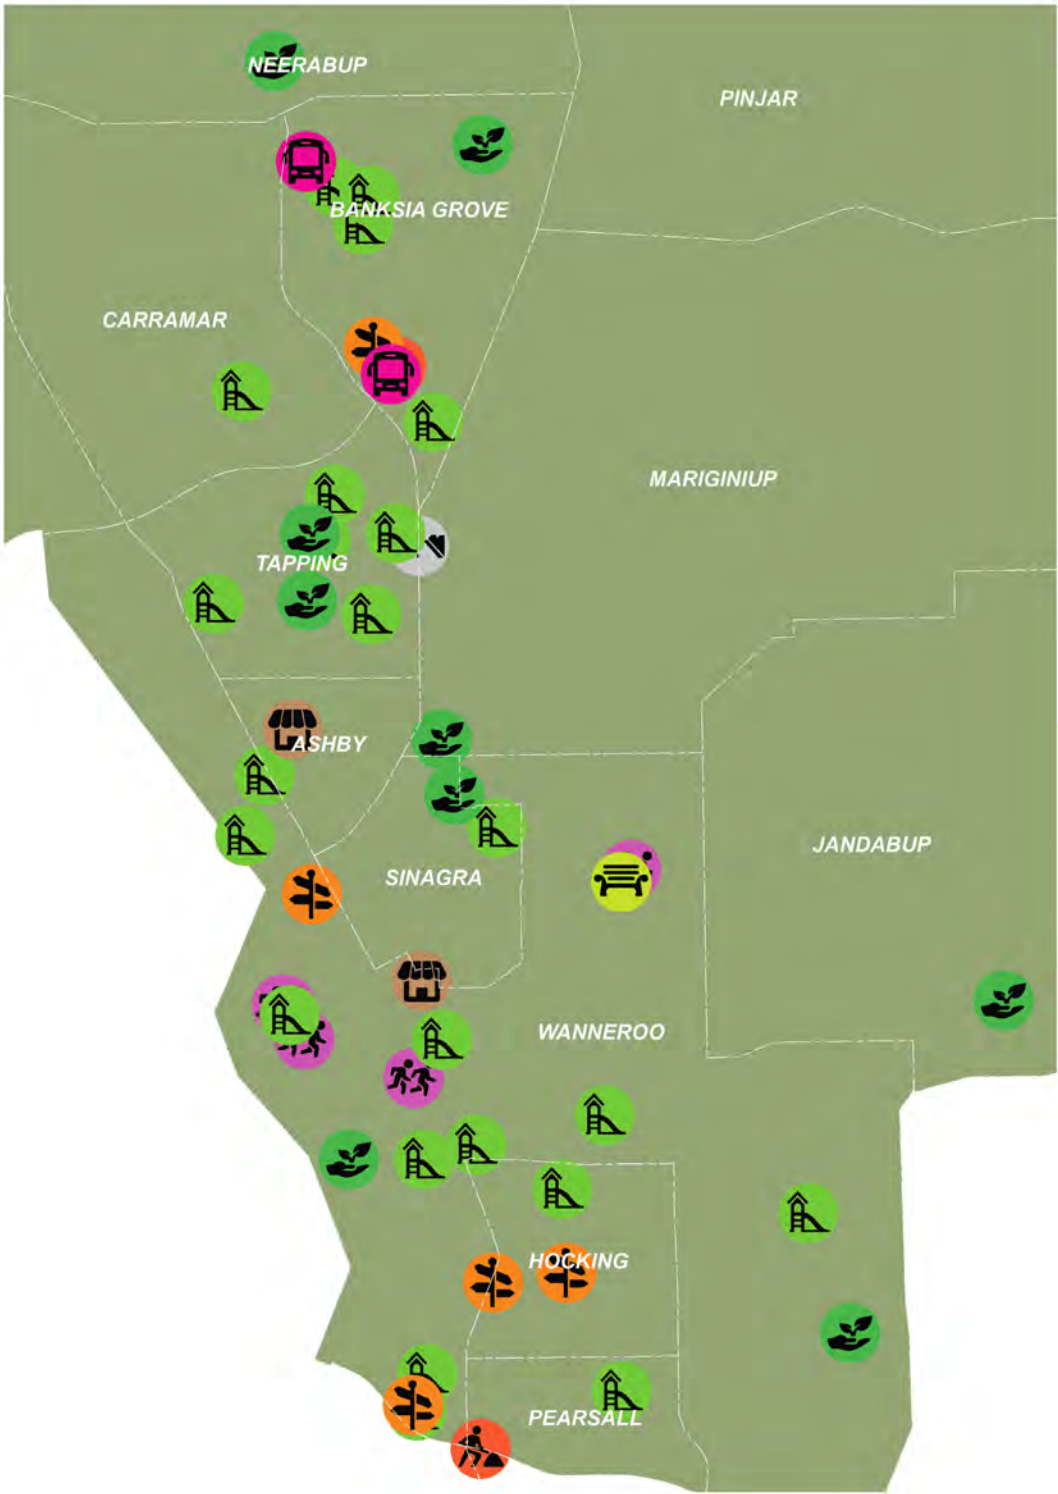 NEERABUP
PINJAR
BANKSIA GROVE
CARRAMAR
MARIGINIUP
TAPPING
ASHBY
JANDABUP
SINAGRA
WANNEROO
HOCKING
PEARSALL